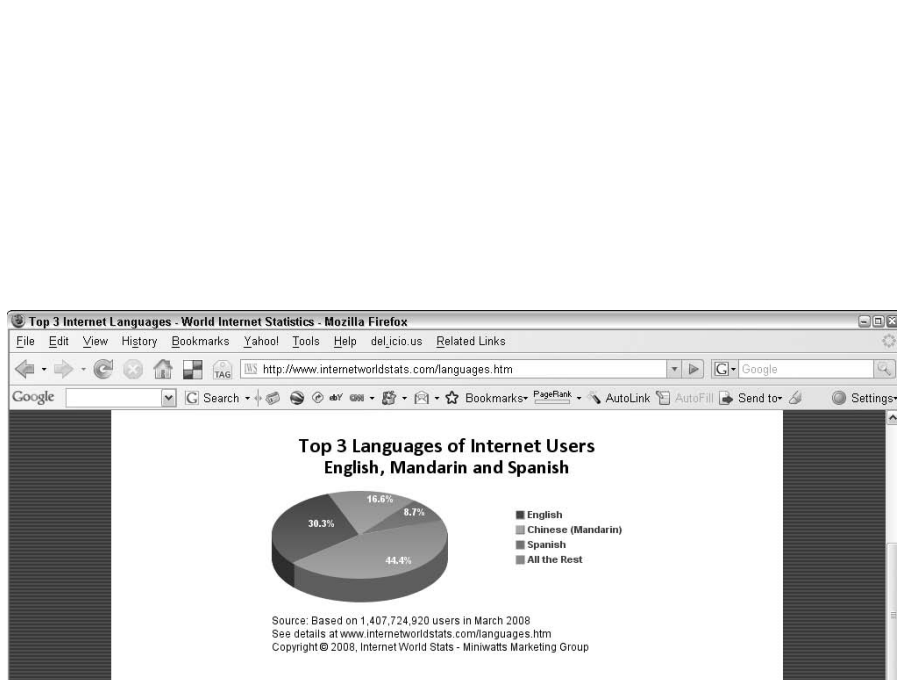 Top 3 Internet Languages - World Internet Statistics - Mozilla Firefox
File Edit View History Bookmarks Yahoo! Tools Help del.icio.us Related Links
TAG http://www.internetworldstats.com/languages.htm G Google
Google G Search Bookmarks PageRank AutoLink AutoFill Send to Settings
Top 3 Languages of Internet Users
English, Mandarin and Spanish
16.6%
8.7%
30.3%
44.4%
English
Chinese (Mandarin)
Spanish
All the Rest
Source: Based on 1,407,724,920 users in March 2008
See details at www.internetworldstats.com/languages.htm
Copyright © 2008, Internet World Stats - Miniwatts Marketing Group